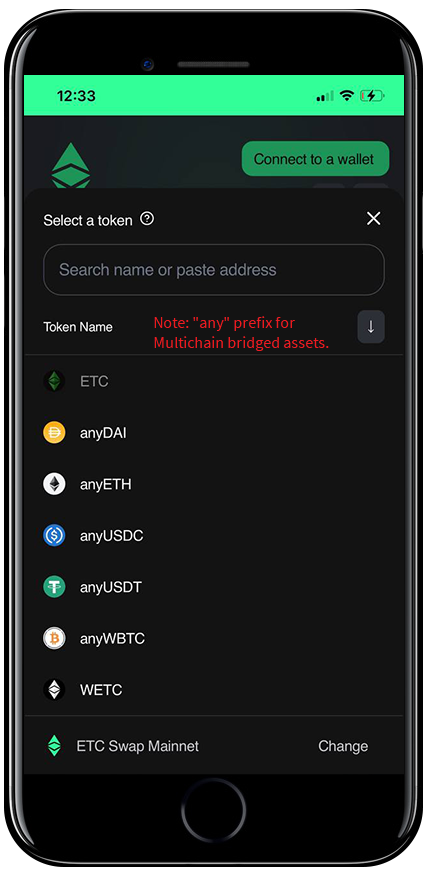 12:33
Connect to a wallet
Select a token
Search name or paste address
Token Name
Note: "any" prefix for
Multichain bridged assets.
ETC
anyDAI
anyETH
anyUSDC
anyUSDT
anyWBTC
WETC
ETC Swap Mainnet
Change